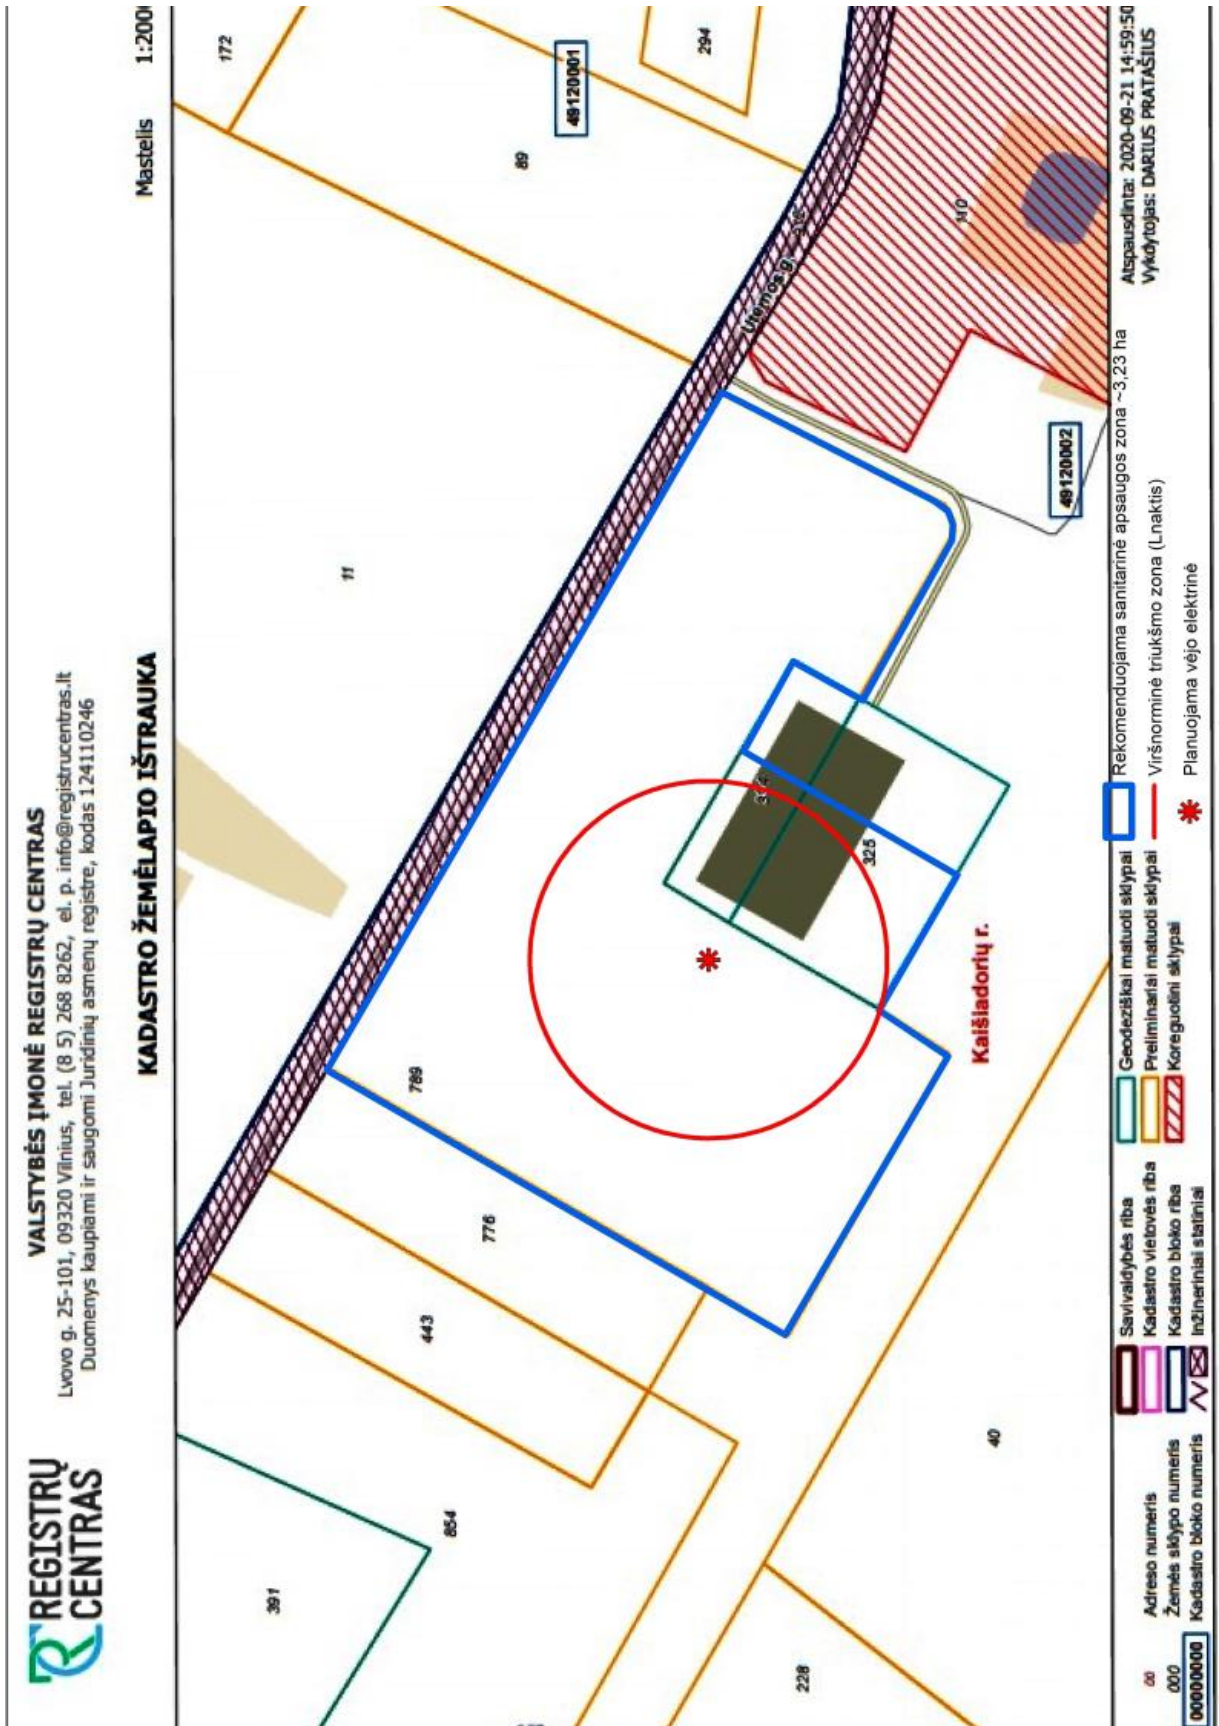 REGISTRŲ
CENTRAS
VALSTYBĖS ĮMONĖ REGISTRŲ CENTRAS
Lvovo g. 25-101, 09320 Vilnius, tel. (8 5) 268 8262, el. p. info@registrucentras.lt
Duomenys kaupiami ir saugomi Juridinių asmenų registre, kodas 124110246
KADASTRO ŽEMĖLAPIO IŠTRAUKA
Mastelis 1:2000
172
294
49120001
89
110
Utenos g.
11
49120002
325
789
Kaišiadorių r.
776
443
391
854
40
228
00 Adreso numeris
000 Žemės sklypo numeris
00000000 Kadastro bloko numeris
Savivaldybės riba
Kadastro vietovės riba
Kadastro bloko riba
Inžineriniai statiniai
Geodeziškai matuoti sklypai
Preliminariai matuoti sklypai
Koreguotini sklypai
Rekomenduojama sanitarinė apsaugos zona ~3,23 ha
Viršnorminė triukšmo zona (Lnaktis)
Planuojama vėjo elektrinė
Atspausdinta: 2020-09-21 14:59:50
Vykdytojas: DARIUS PRATAŠIUS